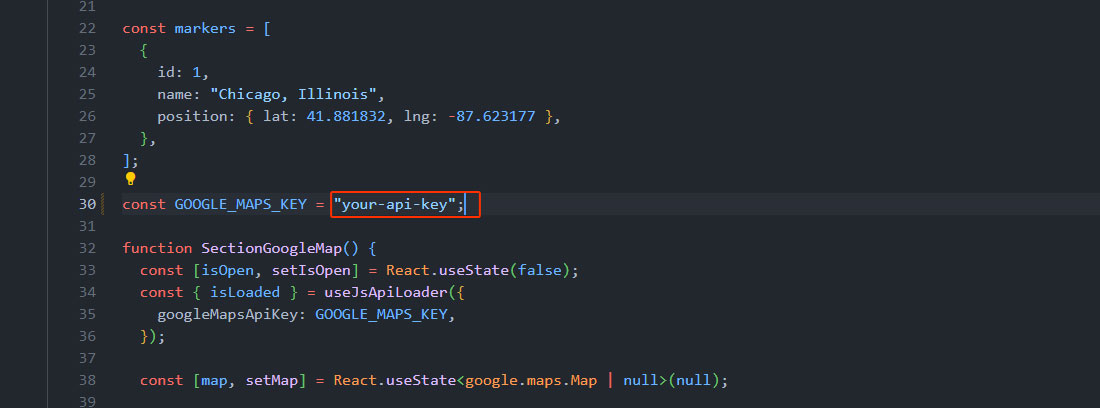 21
22 const markers = [
23 {
24 id: 1,
25 name: "Chicago, Illinois",
26 position: { lat: 41.881832, lng: -87.623177 },
27 },
28 ];
29
30 const GOOGLE_MAPS_KEY = "your-api-key";
31
32 function SectionGoogleMap() {
33 const [isOpen, setIsOpen] = React.useState(false);
34 const { isLoaded } = useJsApiLoader({
35 googleMapsApiKey: GOOGLE_MAPS_KEY,
36 });
37
38 const [map, setMap] = React.useState<google.maps.Map | null>(null);
39